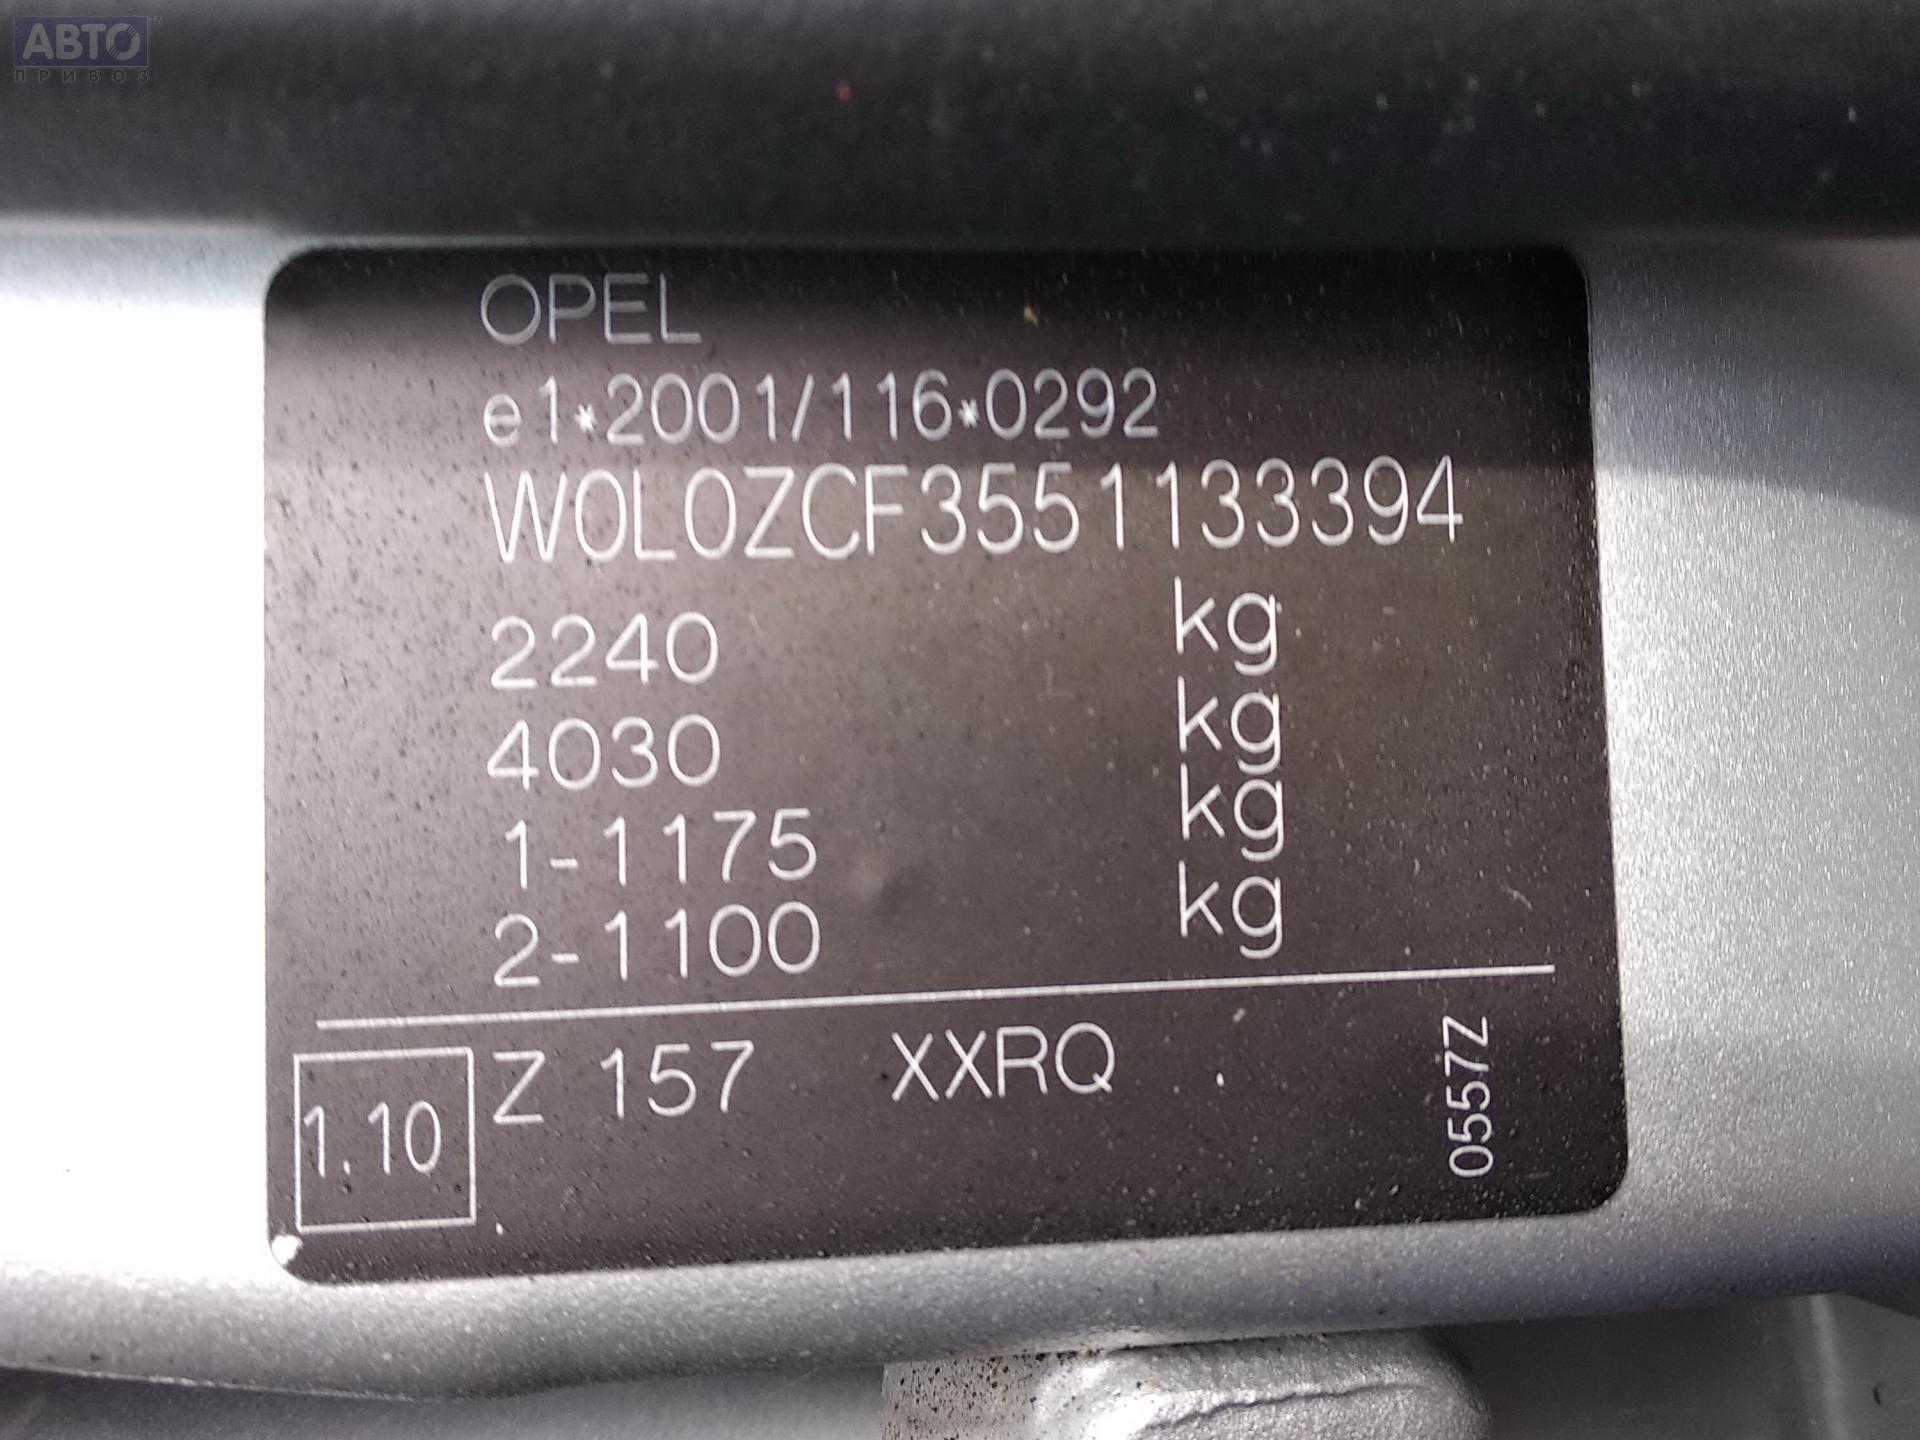 АВТО™
ПРИВОЗ
OPEL
e1*2001/116*0292
W0L0ZCF3551133394
2240 kg
4030 kg
1-1175 kg
2-1100 kg
1.10 Z 157 XXRQ
0557Z